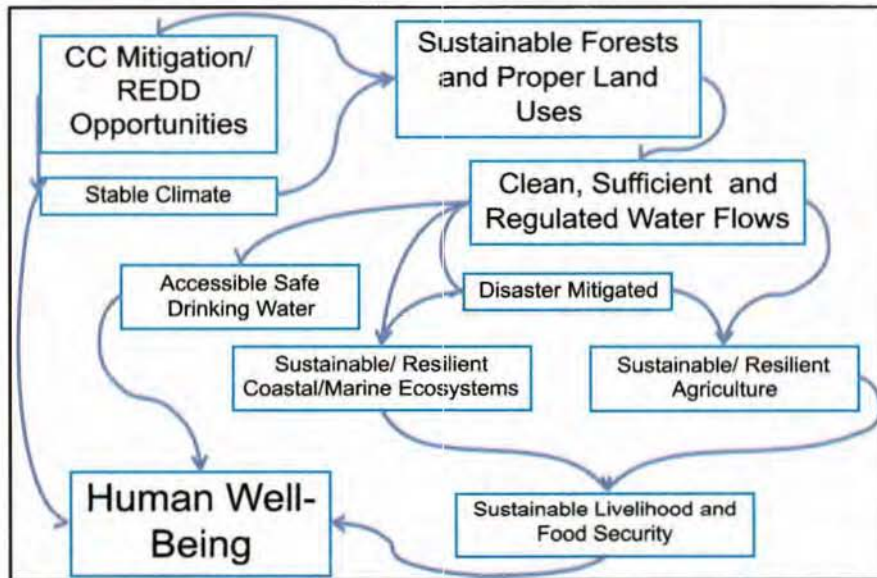 CC Mitigation/
REDD
Opportunities
Sustainable Forests
and Proper Land
Uses
Stable Climate
Clean, Sufficient and
Regulated Water Flows
Accessible Safe
Drinking Water
Disaster Mitigated
Sustainable/ Resilient
Coastal/Marine Ecosystems
Sustainable/ Resilient
Agriculture
Human Well-
Being
Sustainable Livelihood and
Food Security